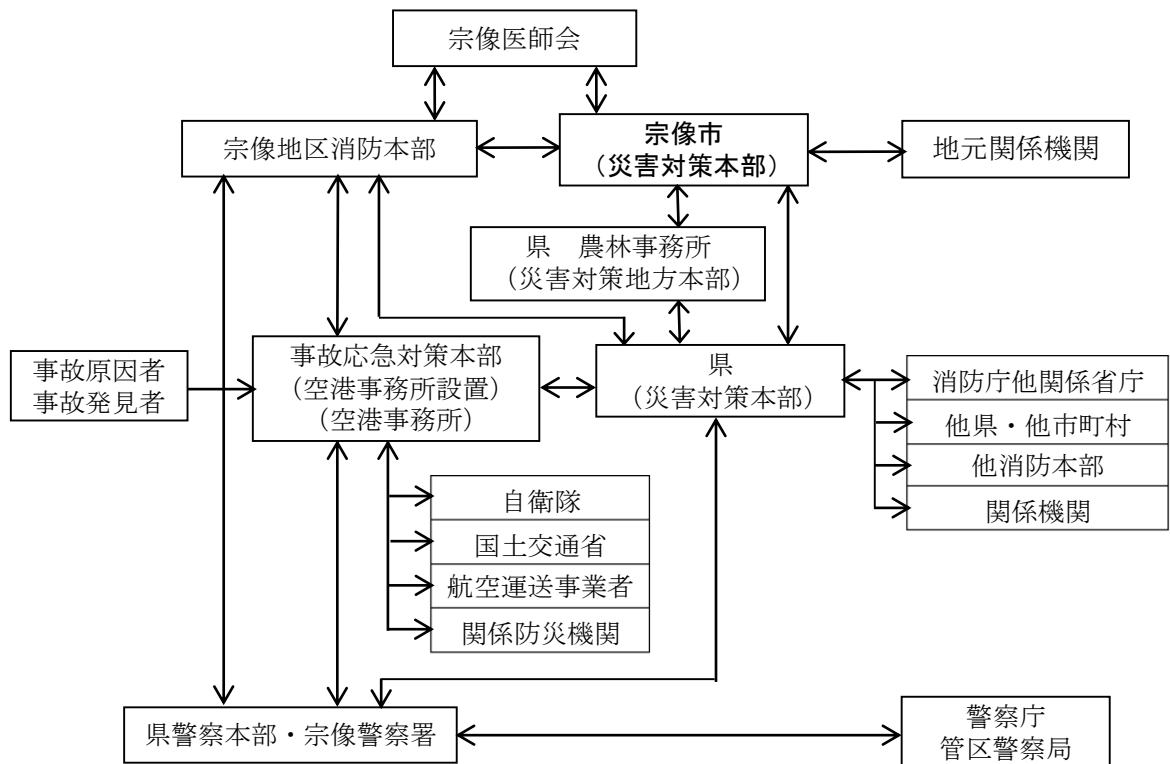 宗像医師会
宗像地区消防本部
宗像市
（災害対策本部）
地元関係機関
県　農林事務所
（災害対策地方本部）
事故原因者
事故発見者
事故応急対策本部
（空港事務所設置）
（空港事務所）
県
（災害対策本部）
消防庁他関係省庁
他県・他市町村
他消防本部
関係機関
自衛隊
国土交通省
航空運送事業者
関係防災機関
県警察本部・宗像警察署
警察庁
管区警察局